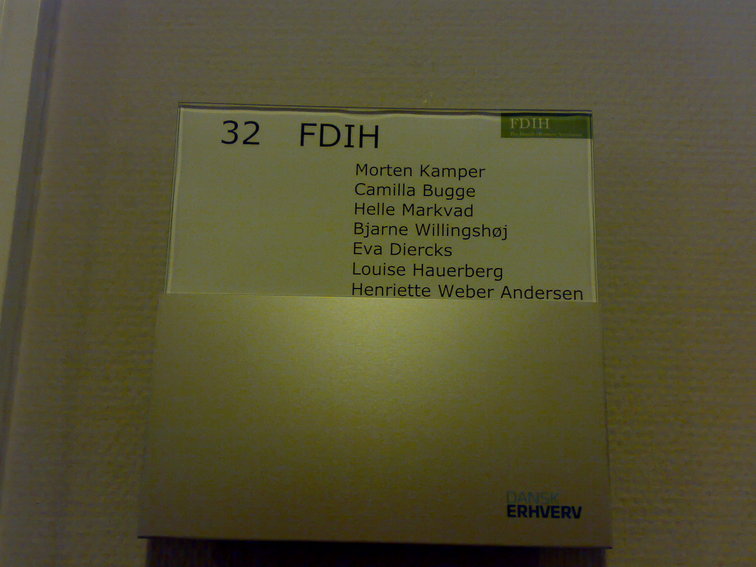 32 FDIH
FDIH
Morten Kamper
Camilla Bugge
Helle Markvad
Bjarne Willingshøj
Eva Diercks
Louise Hauerberg
Henriette Weber Andersen
DANSK
ERHVERV